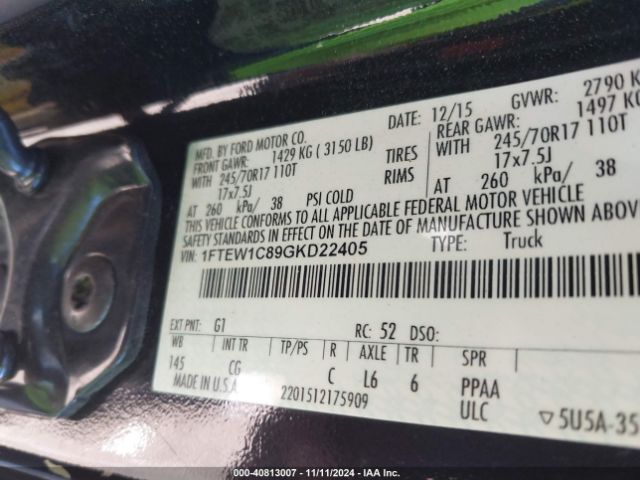 MFD. BY FORD MOTOR CO. DATE: 12/15 GVWR: 2790 K
FRONT GAWR: 1429 KG ( 3150 LB) REAR GAWR: 1497 KG
WITH 245/70R17 110T TIRES WITH 245/70R17 110T
17x7.5J RIMS 17x7.5J
AT 260 kPa/ 38 PSI COLD AT 260 kPa/ 38
THIS VEHICLE CONFORMS TO ALL APPLICABLE FEDERAL MOTOR VEHICLE
SAFETY STANDARDS IN EFFECT ON THE DATE OF MANUFACTURE SHOWN ABOVE
VIN: 1FTEW1C89GKD22405 TYPE: Truck
EXT PNT: G1 RC: 52 DSO:
WB INT TR TP/PS R AXLE TR SPR
145 CG C L6 6 PPAA
MADE IN U.S.A. 2201512175909 ULC ▽5U5A-35
000-40813007 - 11/11/2024 - IAA Inc.